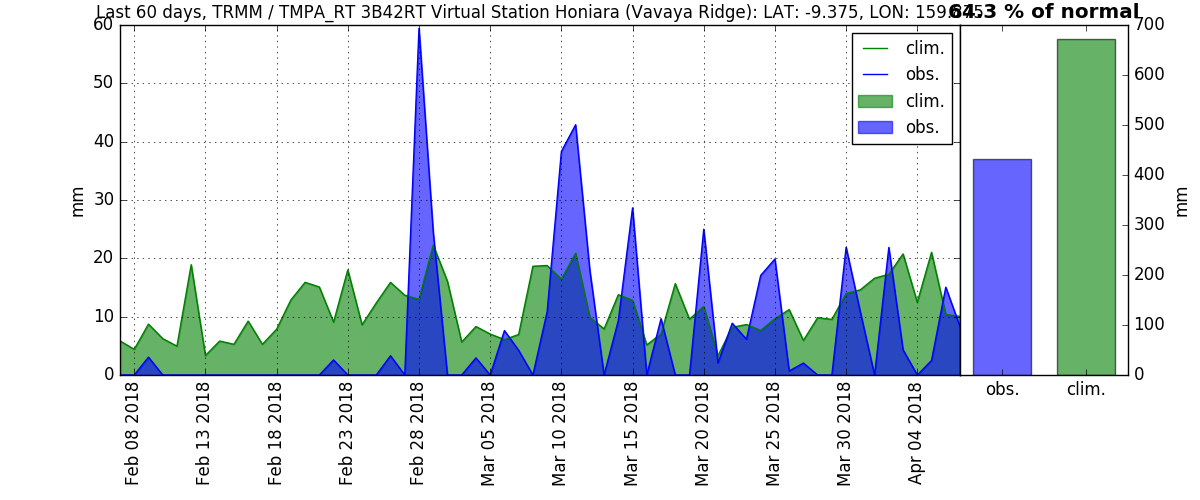 Last 60 days, TRMM / TMPA_RT 3B42RT Virtual Station Honiara (Vavaya Ridge): LAT: -9.375, LON:
64.3 % of normal
60
50
40
30
20
10
0
mm
clim.
obs.
clim.
obs.
700
600
500
400
300
200
100
0
mm
obs.
clim.
Feb 08 2018
Feb 13 2018
Feb 18 2018
Feb 23 2018
Feb 28 2018
Mar 05 2018
Mar 10 2018
Mar 15 2018
Mar 20 2018
Mar 25 2018
Mar 30 2018
Apr 04 2018